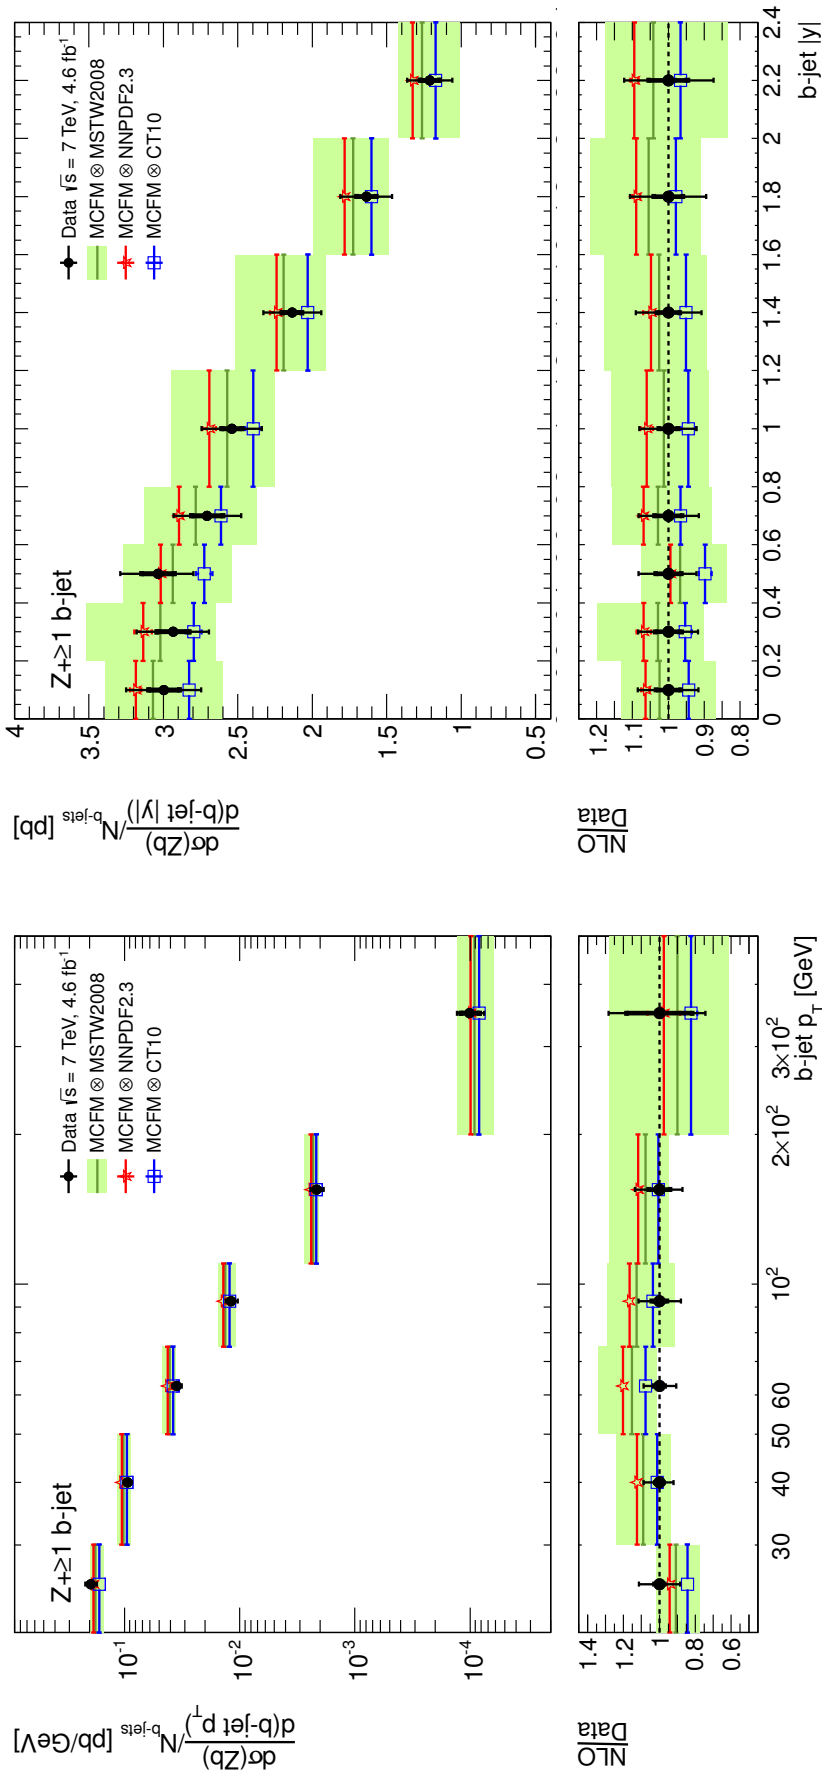 dσ(Zb)
d(b-jet p_T) /N_b-jets [pb/GeV]
10⁻¹
10⁻²
10⁻³
10⁻⁴
Z+≥1 b-jet
Data √s = 7 TeV, 4.6 fb⁻¹
MCFM ⊗ MSTW2008
MCFM ⊗ NNPDF2.3
MCFM ⊗ CT10
NLO
Data
1.4
1.2
1
0.8
0.6
30 40 50 60 10² 2×10² 3×10²
b-jet p_T [GeV]
dσ(Zb)
d(b-jet |y|) /N_b-jets [pb]
4
3.5
3
2.5
2
1.5
1
0.5
Z+≥1 b-jet
Data √s = 7 TeV, 4.6 fb⁻¹
MCFM ⊗ MSTW2008
MCFM ⊗ NNPDF2.3
MCFM ⊗ CT10
NLO
Data
1.2
1.1
1
0.9
0.8
0 0.2 0.4 0.6 0.8 1 1.2 1.4 1.6 1.8 2 2.2 2.4
b-jet |y|